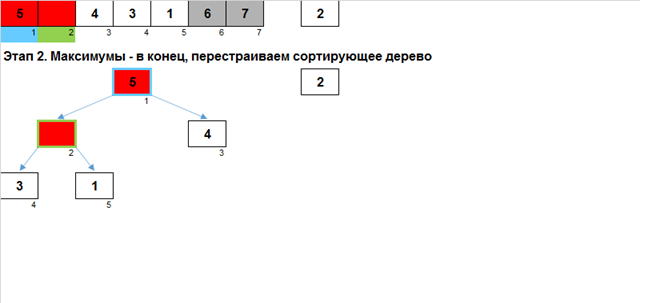 5 4 3 1 6 7 2
1 2 3 4 5 6 7
Этап 2. Максимумы - в конец, перестраиваем сортирующее дерево
5 2
1
4
2 3
3 1
4 5